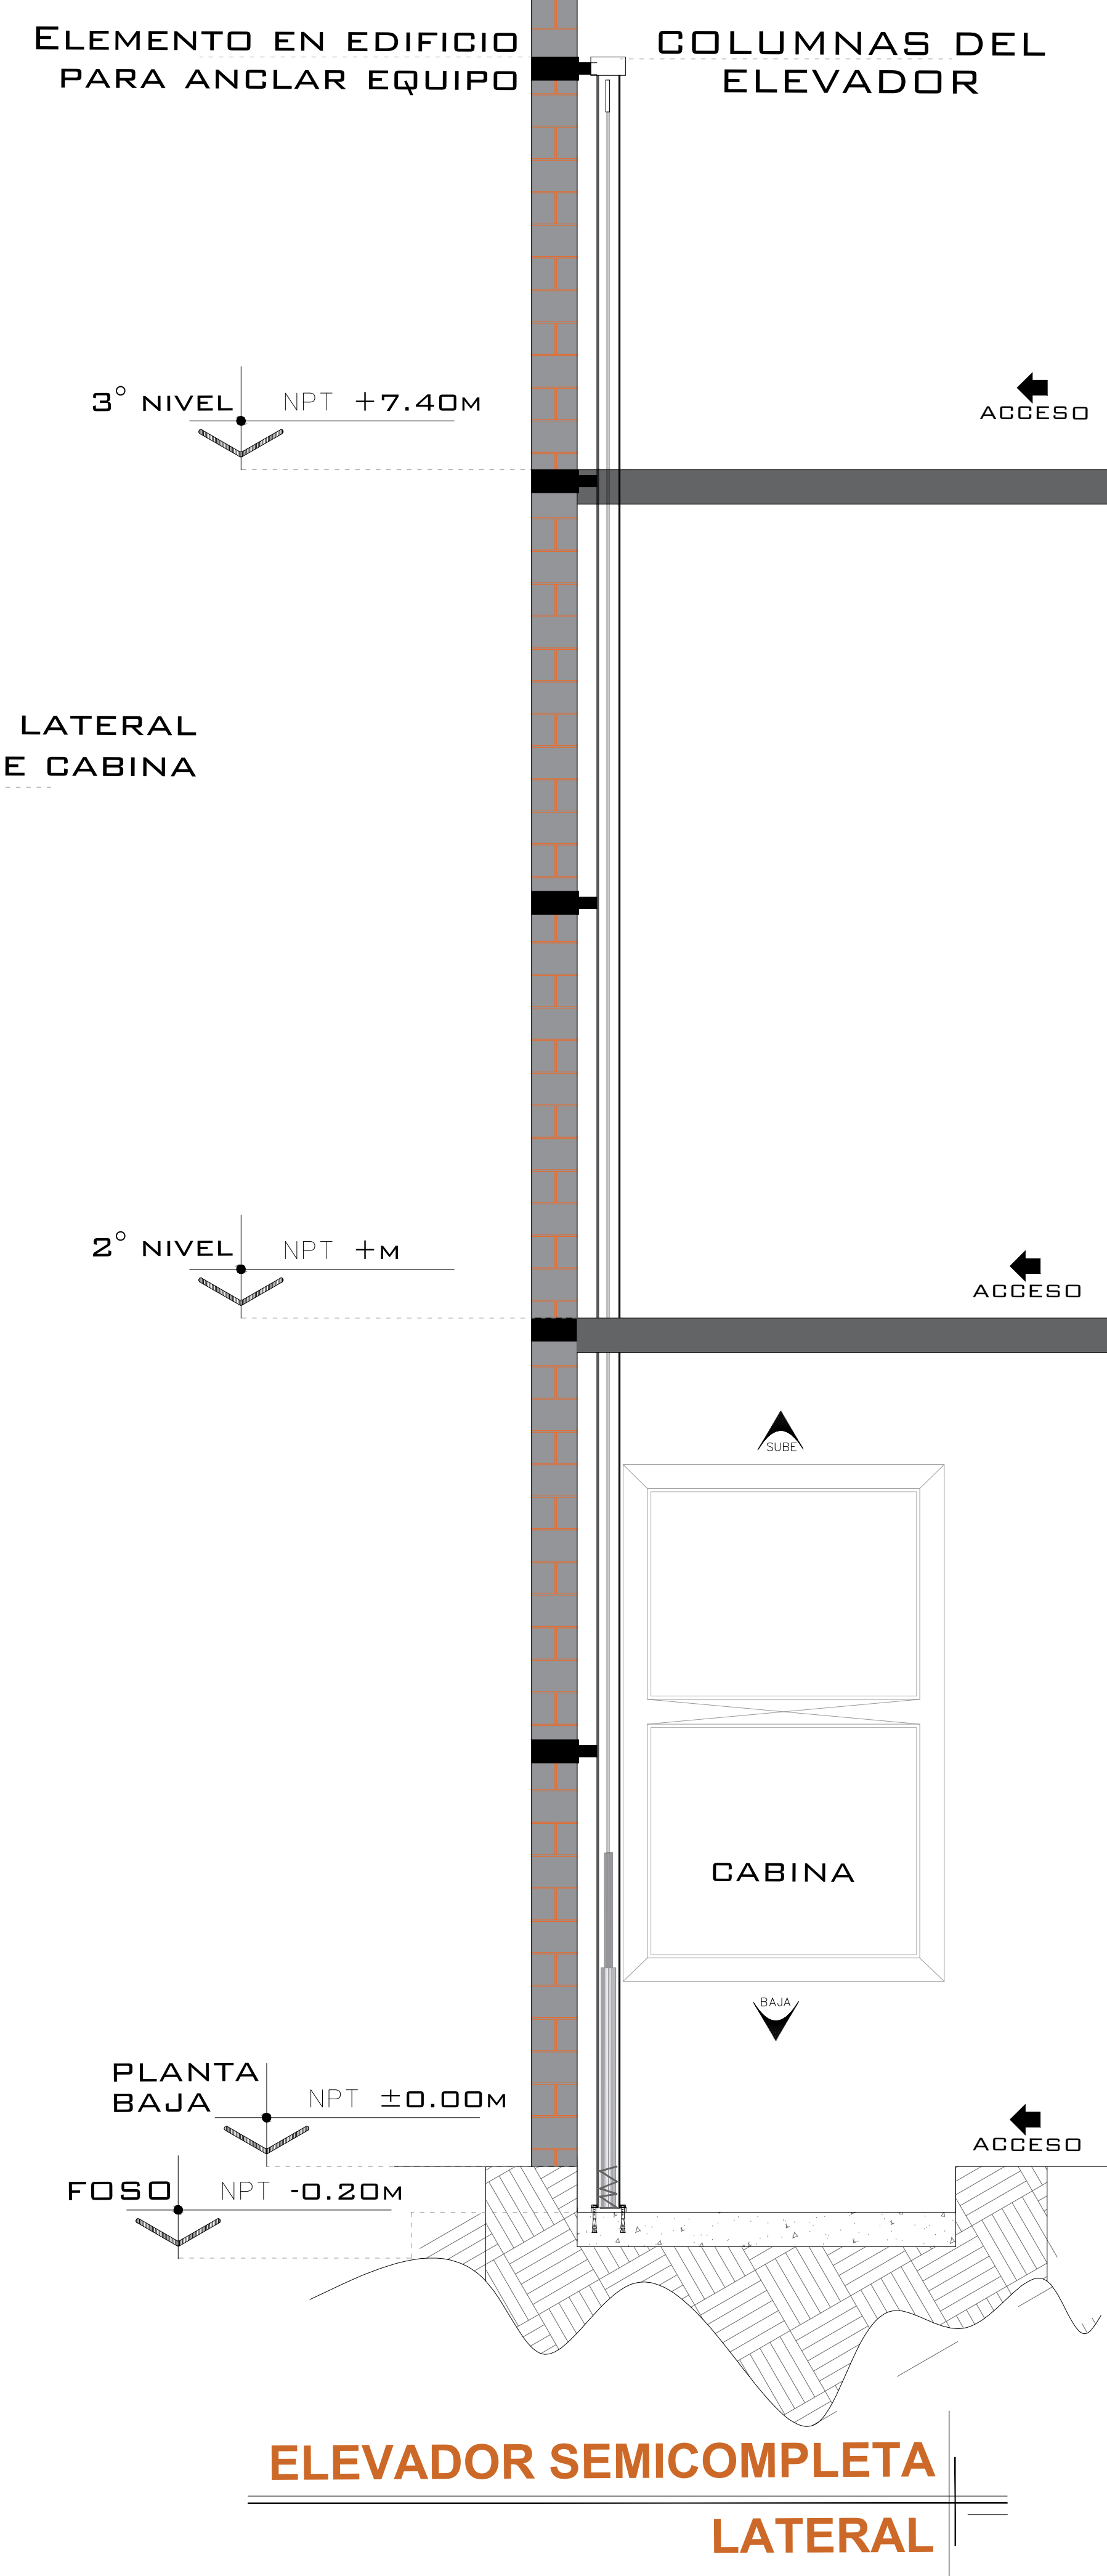 ELEMENTO EN EDIFICIO
PARA ANCLAR EQUIPO
COLUMNAS DEL
ELEVADOR
3° NIVEL NPT +7.40M
ACCESO
LATERAL
E CABINA
2° NIVEL NPT +M
ACCESO
SUBE
CABINA
BAJA
PLANTA
BAJA
NPT ±0.00M
ACCESO
FOSO NPT -0.20M
ELEVADOR SEMICOMPLETA
LATERAL